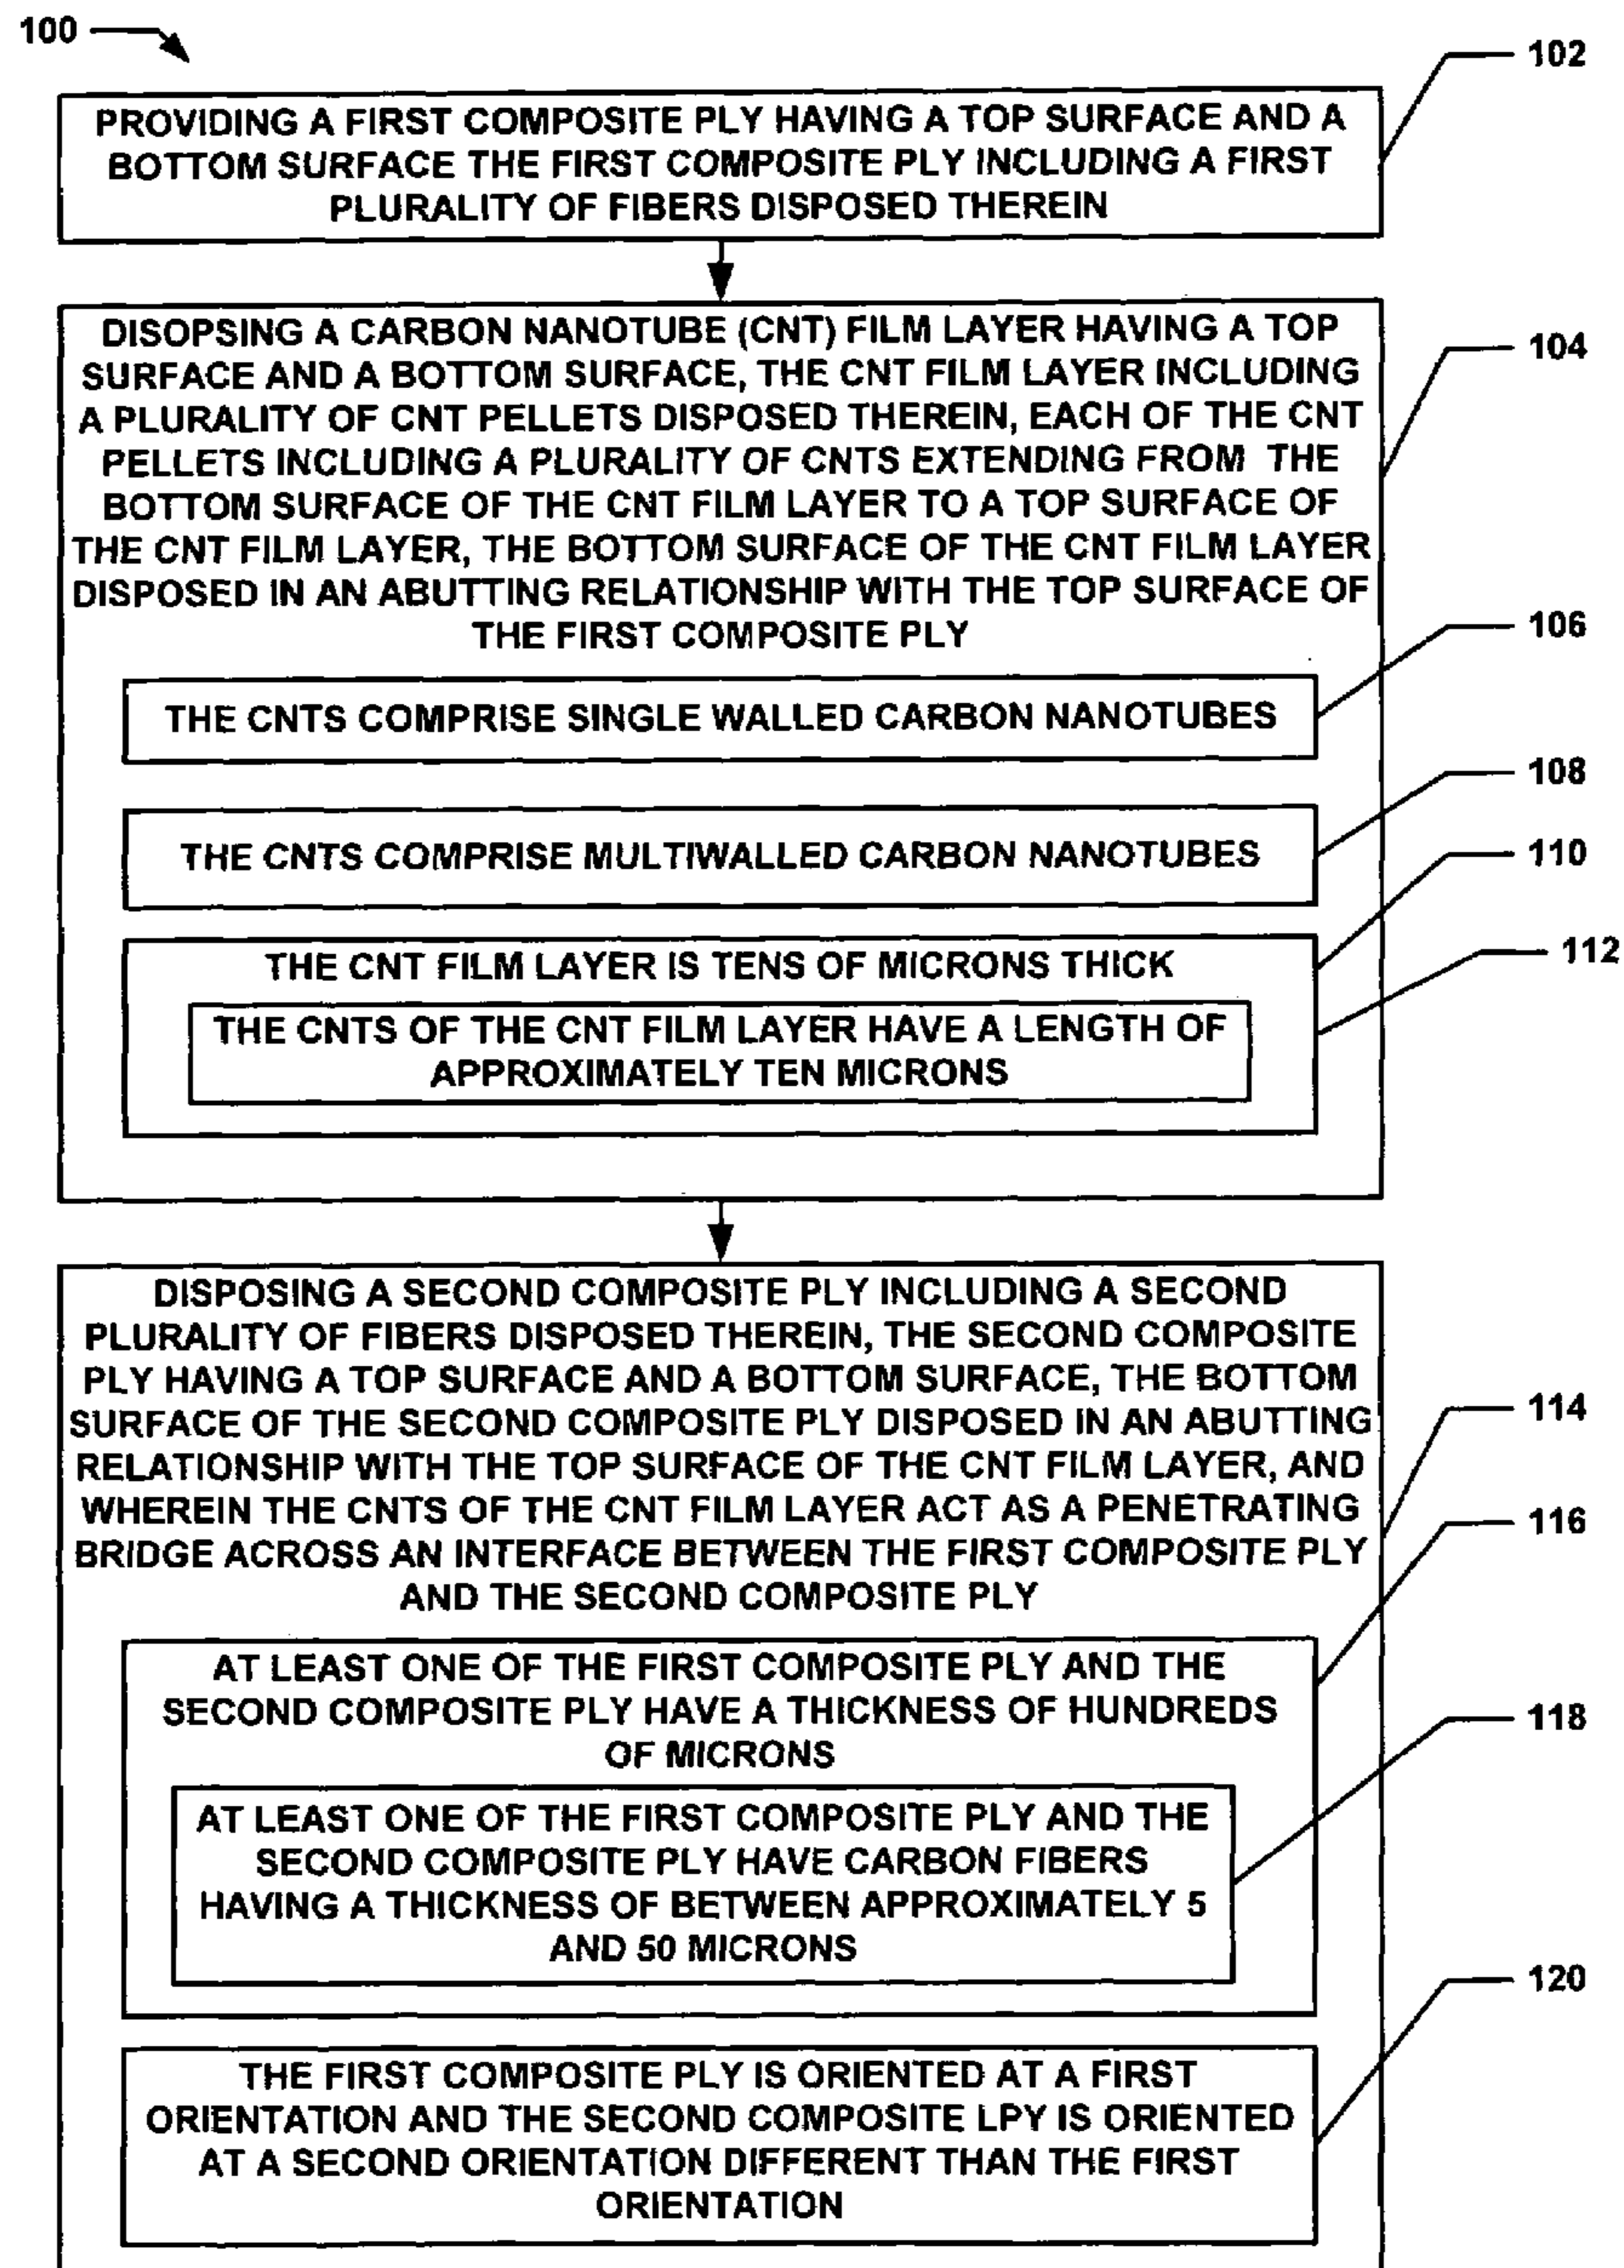 100
102
PROVIDING A FIRST COMPOSITE PLY HAVING A TOP SURFACE AND A
BOTTOM SURFACE THE FIRST COMPOSITE PLY INCLUDING A FIRST
PLURALITY OF FIBERS DISPOSED THEREIN
104
DISOPSING A CARBON NANOTUBE (CNT) FILM LAYER HAVING A TOP
SURFACE AND A BOTTOM SURFACE, THE CNT FILM LAYER INCLUDING
A PLURALITY OF CNT PELLETS DISPOSED THEREIN, EACH OF THE CNT
PELLETS INCLUDING A PLURALITY OF CNTS EXTENDING FROM THE
BOTTOM SURFACE OF THE CNT FILM LAYER TO A TOP SURFACE OF
THE CNT FILM LAYER, THE BOTTOM SURFACE OF THE CNT FILM LAYER
DISPOSED IN AN ABUTTING RELATIONSHIP WITH THE TOP SURFACE OF
THE FIRST COMPOSITE PLY
106
THE CNTS COMPRISE SINGLE WALLED CARBON NANOTUBES
108
THE CNTS COMPRISE MULTIWALLED CARBON NANOTUBES
110
THE CNT FILM LAYER IS TENS OF MICRONS THICK
112
THE CNTS OF THE CNT FILM LAYER HAVE A LENGTH OF
APPROXIMATELY TEN MICRONS
DISPOSING A SECOND COMPOSITE PLY INCLUDING A SECOND
PLURALITY OF FIBERS DISPOSED THEREIN, THE SECOND COMPOSITE
PLY HAVING A TOP SURFACE AND A BOTTOM SURFACE, THE BOTTOM
SURFACE OF THE SECOND COMPOSITE PLY DISPOSED IN AN ABUTTING
RELATIONSHIP WITH THE TOP SURFACE OF THE CNT FILM LAYER, AND
WHEREIN THE CNTS OF THE CNT FILM LAYER ACT AS A PENETRATING
BRIDGE ACROSS AN INTERFACE BETWEEN THE FIRST COMPOSITE PLY
AND THE SECOND COMPOSITE PLY
114
116
AT LEAST ONE OF THE FIRST COMPOSITE PLY AND THE
SECOND COMPOSITE PLY HAVE A THICKNESS OF HUNDREDS
OF MICRONS
118
AT LEAST ONE OF THE FIRST COMPOSITE PLY AND THE
SECOND COMPOSITE PLY HAVE CARBON FIBERS
HAVING A THICKNESS OF BETWEEN APPROXIMATELY 5
AND 50 MICRONS
120
THE FIRST COMPOSITE PLY IS ORIENTED AT A FIRST
ORIENTATION AND THE SECOND COMPOSITE LPY IS ORIENTED
AT A SECOND ORIENTATION DIFFERENT THAN THE FIRST
ORIENTATION